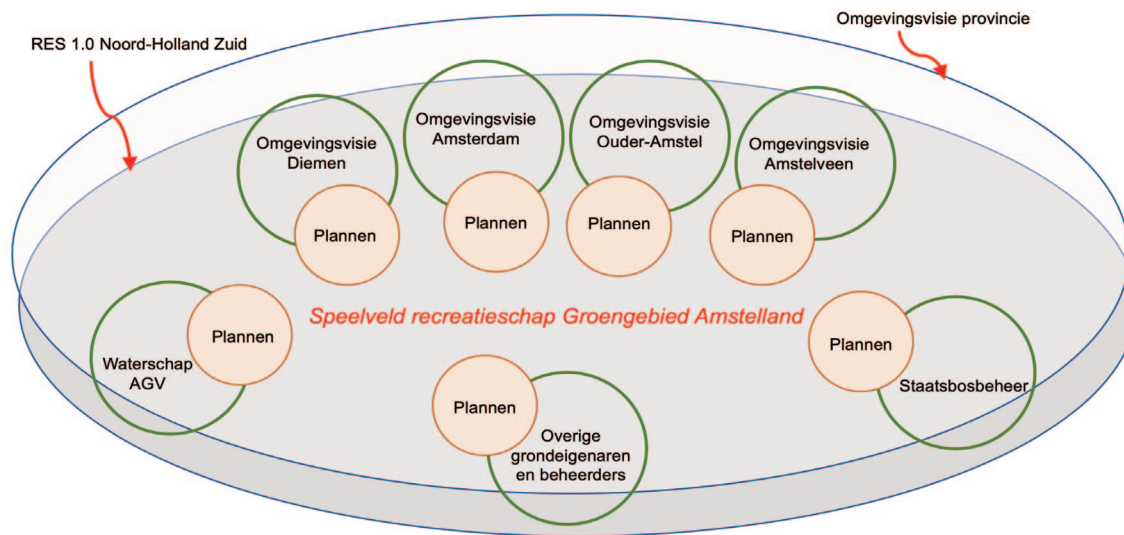 Omgevingsvisie provincie
RES 1.0 Noord-Holland Zuid
Omgevingsvisie
Diemen
Omgevingsvisie
Amsterdam
Omgevingsvisie
Ouder-Amstel
Omgevingsvisie
Amstelveen
Plannen
Plannen
Plannen
Plannen
Speelveld recreatieschap Groengebied Amstelland
Plannen
Waterschap
AGV
Plannen
Staatsbosbeheer
Plannen
Overige
grondeigenaren
en beheerders